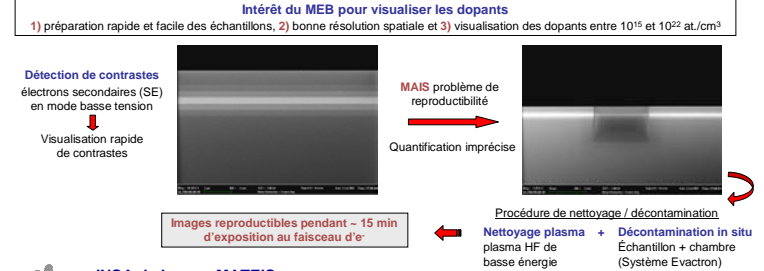 Intérêt du MEB pour visualiser les dopants
1) préparation rapide et facile des échantillons, 2) bonne résolution spatiale et 3) visualisation des dopants entre 10¹⁵ et 10²² at./cm³
Détection de contrastes
électrons secondaires (SE)
en mode basse tension
Visualisation rapide
de contrastes
MAIS problème de
reproductibilité
Quantification imprécise
Procédure de nettoyage / décontamination
Nettoyage plasma + Décontamination in situ
plasma HF de Échantillon + chambre
basse énergie (Système Evactron)
Images reproductibles pendant ~ 15 min
d'exposition au faisceau d'e-